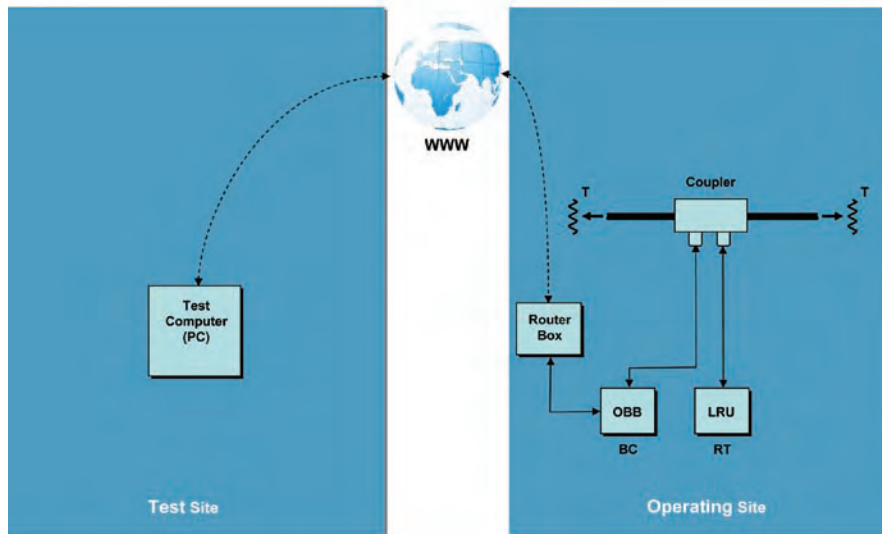 WWW
Test
Computer
(PC)
Test Site
T
Coupler
T
Router
Box
OBB
LRU
BC
RT
Operating Site